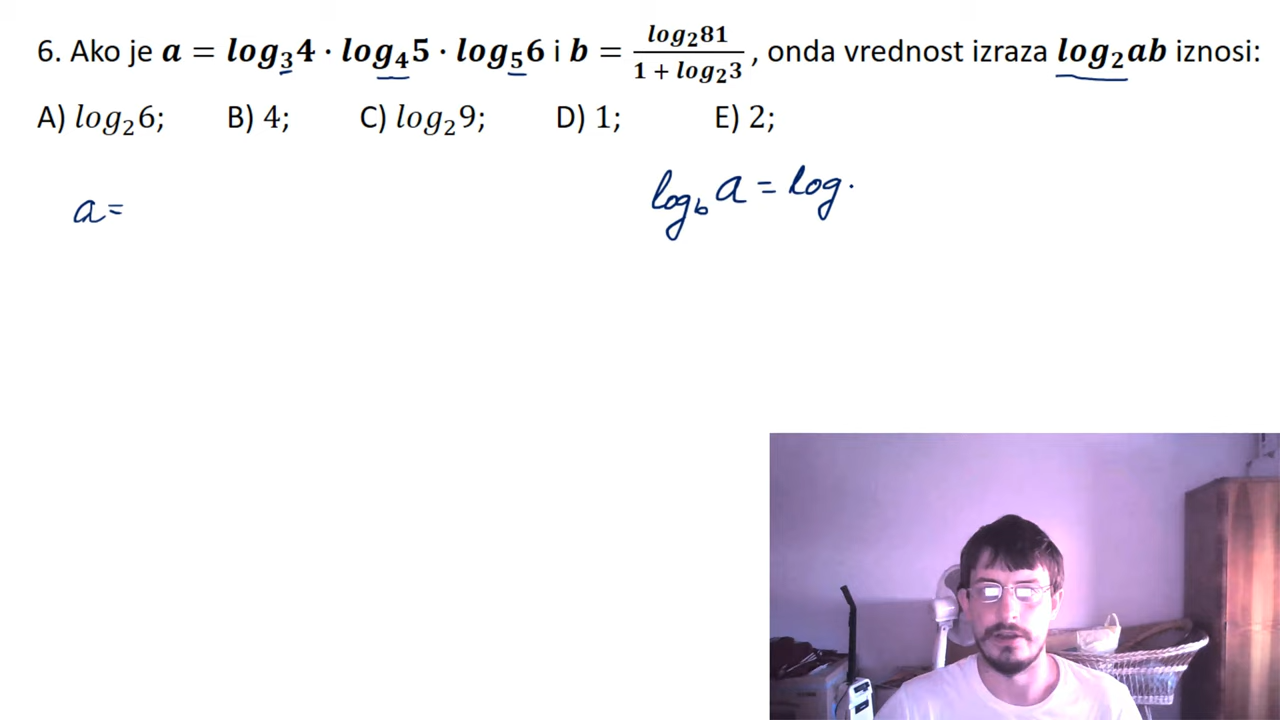 6. Ako je a = log₃4 · log₄5 · log₅6 i b = log₂81 / (1 + log₂3), onda vrednost izraza log₂ab iznosi:
A) log₂6; B) 4; C) log₂9; D) 1; E) 2;
a= log_b a = log